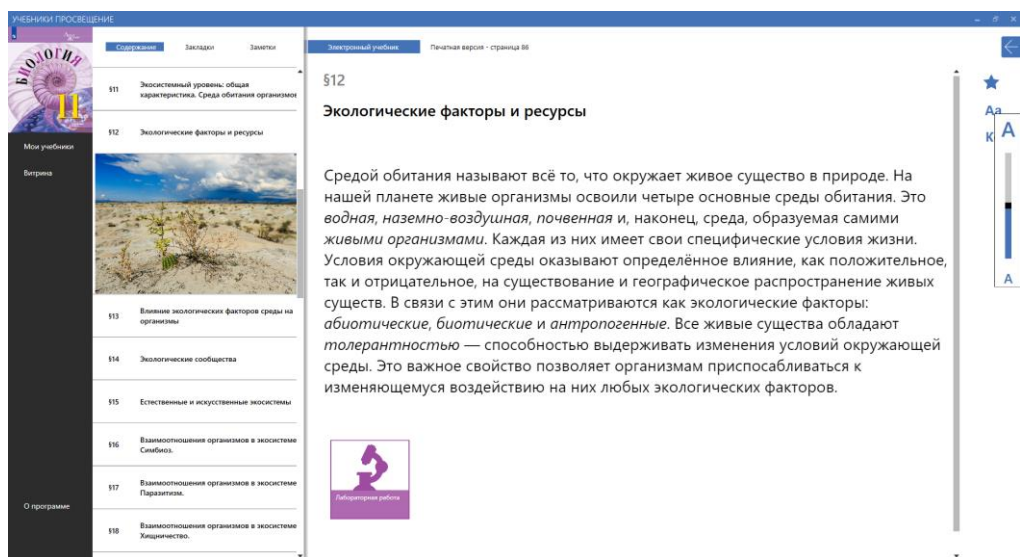 УЧЕБНИКИ ПРОСВЕЩЕНИЕ
БИОЛОГИЯ
11
Мои учебники
Витрина
О программе
Содержание Закладки Заметки
§11 Экосистемный уровень: общая
характеристика. Среда обитания организмов
§12 Экологические факторы и ресурсы
§13 Влияние экологических факторов среды на
организмы
§14 Экологические сообщества
§15 Естественные и искусственные экосистемы
§16 Взаимоотношения организмов в экосистеме
Симбиоз.
§17 Взаимоотношения организмов в экосистеме
Паразитизм.
§18 Взаимоотношения организмов в экосистеме
Хищничество.
Электронный учебник Печатная версия - страница 88
§12
Экологические факторы и ресурсы
Средой обитания называют всё то, что окружает живое существо в природе. На
нашей планете живые организмы освоили четыре основные среды обитания. Это
водная, наземно-воздушная, почвенная и, наконец, среда, образуемая самими
живыми организмами. Каждая из них имеет свои специфические условия жизни.
Условия окружающей среды оказывают определённое влияние, как положительное,
так и отрицательное, на существование и географическое распространение живых
существ. В связи с этим они рассматриваются как экологические факторы:
абиотические, биотические и антропогенные. Все живые существа обладают
толерантностью — способностью выдерживать изменения условий окружающей
среды. Это важное свойство позволяет организмам приспосабливаться к
изменяющемуся воздействию на них любых экологических факторов.
Лабораторная работа
Аа
К
А
А